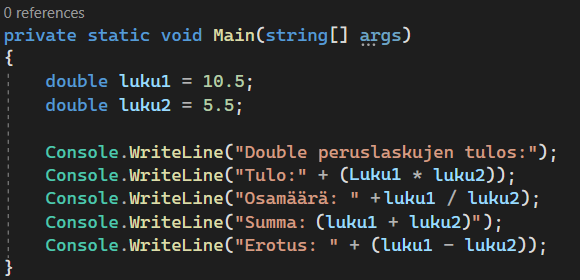 0 references
private static void Main(string[] args)
{
double luku1 = 10.5;
double luku2 = 5.5;
Console.WriteLine("Double peruslaskujen tulos:");
Console.WriteLine("Tulo:" + (Luku1 * luku2));
Console.WriteLine("Osamäärä: " +luku1 / luku2);
Console.WriteLine("Summa: (luku1 + luku2)");
Console.WriteLine("Erotus: " + (luku1 - luku2));
}